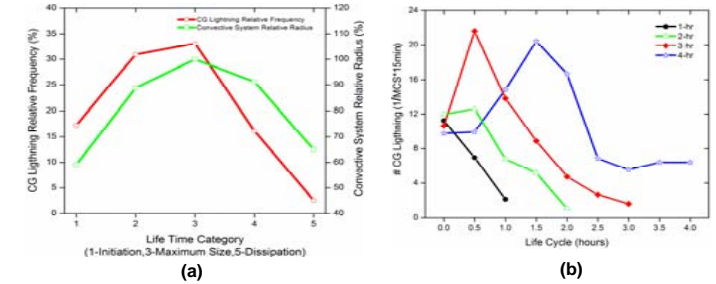 CG Lightning Relative Frequency
Convective System Relative Radius
CG Ligthning Relative Frequency (%)
40
35
30
25
20
15
10
5
0
120
110
100
90
80
70
60
50
40
Convective System Relative Radius (%)
1 2 3 4 5
Life Time Category
(1-Initiation,3-Maximum Size,5-Dissipation)
(a)
# CG Ligthning (1/MCS*15min)
24
20
16
12
8
4
0
1-hr
2-hr
3-hr
4-hr
0.0 0.5 1.0 1.5 2.0 2.5 3.0 3.5 4.0
Life Cycle (hours)
(b)